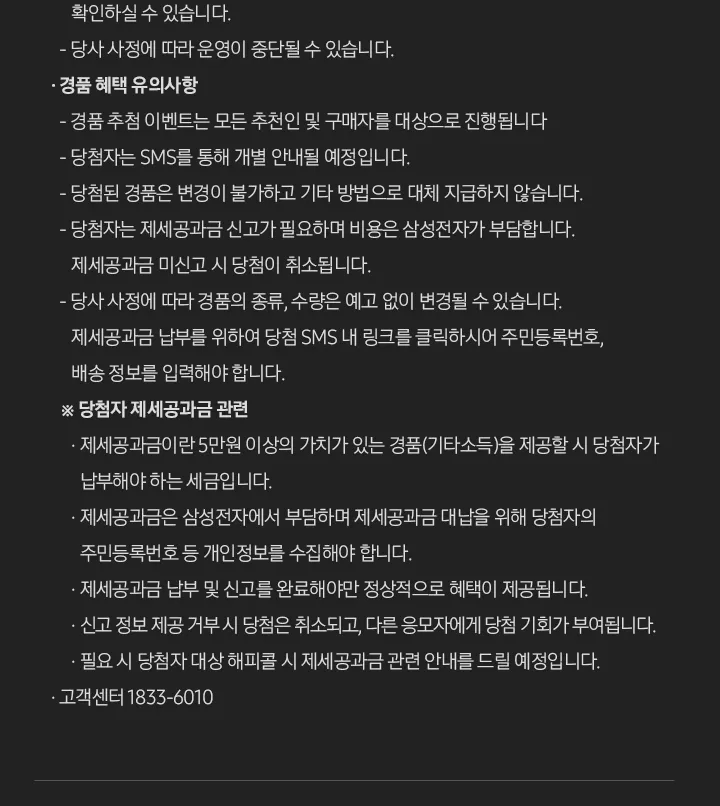 확인하실 수 있습니다.
- 당사 사정에 따라 운영이 중단될 수 있습니다.
· 경품 혜택 유의사항
- 경품 추첨 이벤트는 모든 추천인 및 구매자를 대상으로 진행됩니다
- 당첨자는 SMS를 통해 개별 안내될 예정입니다.
- 당첨된 경품은 변경이 불가하고 기타 방법으로 대체 지급하지 않습니다.
- 당첨자는 제세공과금 신고가 필요하며 비용은 삼성전자가 부담합니다.
제세공과금 미신고 시 당첨이 취소됩니다.
- 당사 사정에 따라 경품의 종류, 수량은 예고 없이 변경될 수 있습니다.
제세공과금 납부를 위하여 당첨 SMS 내 링크를 클릭하시어 주민등록번호,
배송 정보를 입력해야 합니다.
※ 당첨자 제세공과금 관련
· 제세공과금이란 5만원 이상의 가치가 있는 경품(기타소득)을 제공할 시 당첨자가
납부해야 하는 세금입니다.
· 제세공과금은 삼성전자에서 부담하며 제세공과금 대납을 위해 당첨자의
주민등록번호 등 개인정보를 수집해야 합니다.
· 제세공과금 납부 및 신고를 완료해야만 정상적으로 혜택이 제공됩니다.
· 신고 정보 제공 거부 시 당첨은 취소되고, 다른 응모자에게 당첨 기회가 부여됩니다.
· 필요 시 당첨자 대상 해피콜 시 제세공과금 관련 안내를 드릴 예정입니다.
· 고객센터 1833-6010